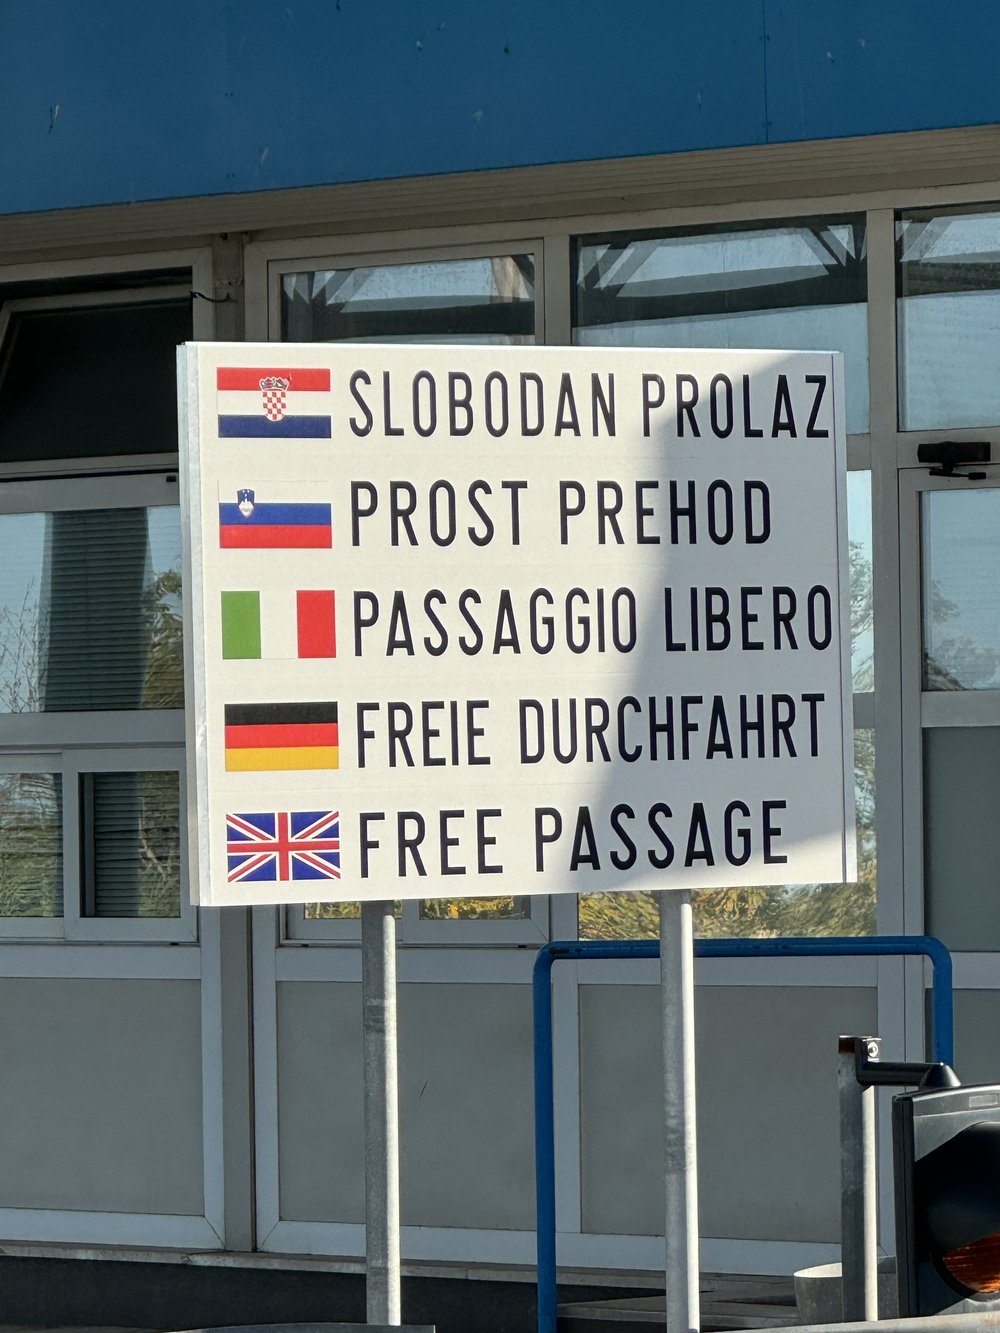 SLOBODAN PROLAZ
PROST PREHOD
PASSAGGIO LIBERO
FREIE DURCHFAHRT
FREE PASSAGE